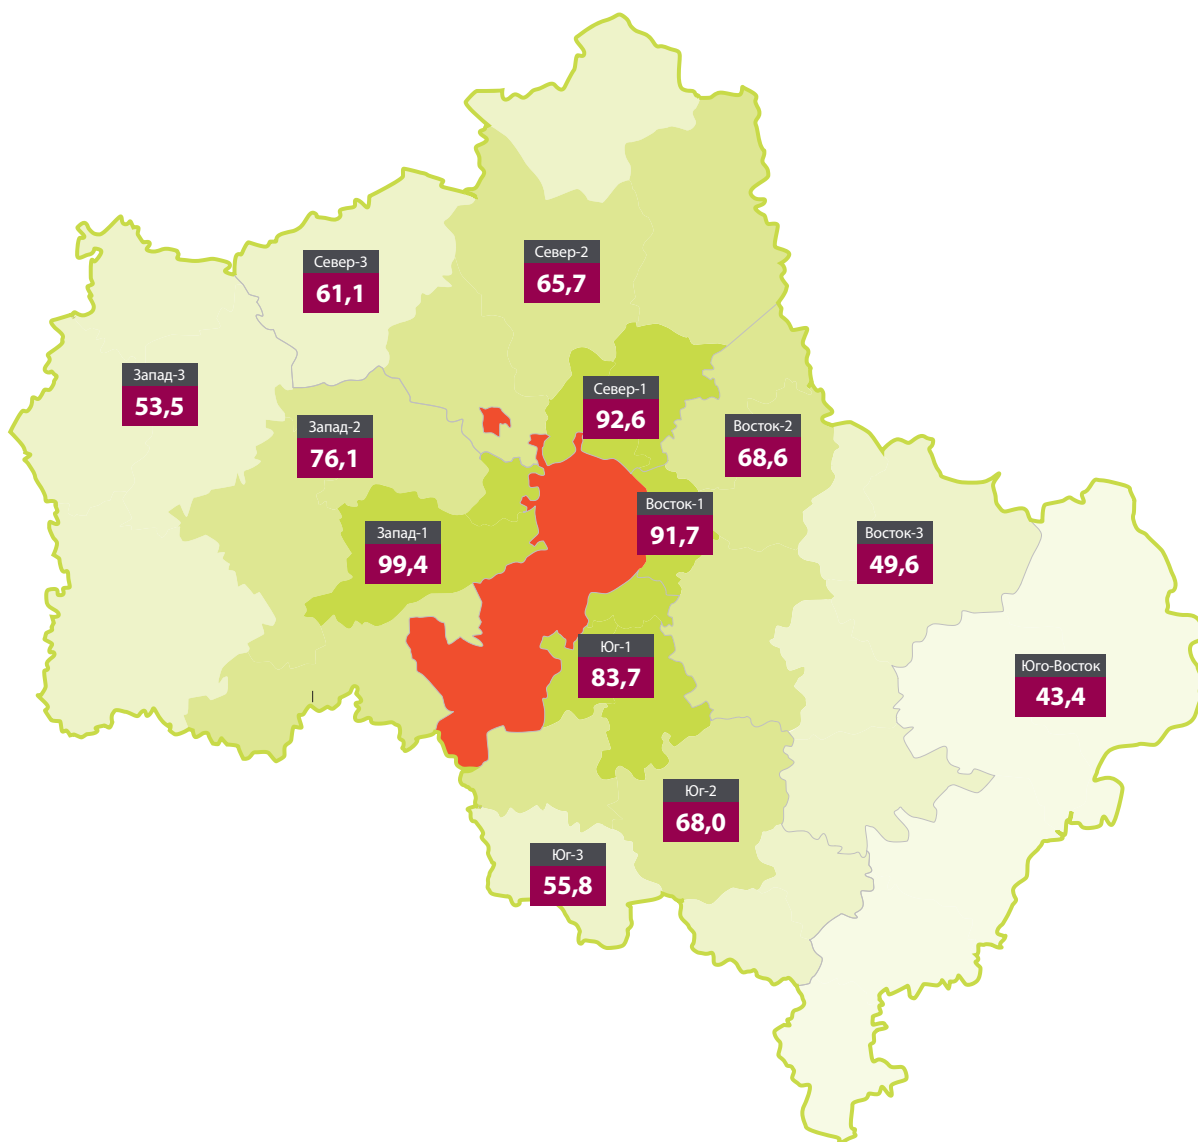 Север-3
61,1
Север-2
65,7
Запад-3
53,5
Север-1
92,6
Запад-2
76,1
Восток-2
68,6
Запад-1
99,4
Восток-1
91,7
Восток-3
49,6
Юг-1
83,7
Юго-Восток
43,4
Юг-2
68,0
Юг-3
55,8